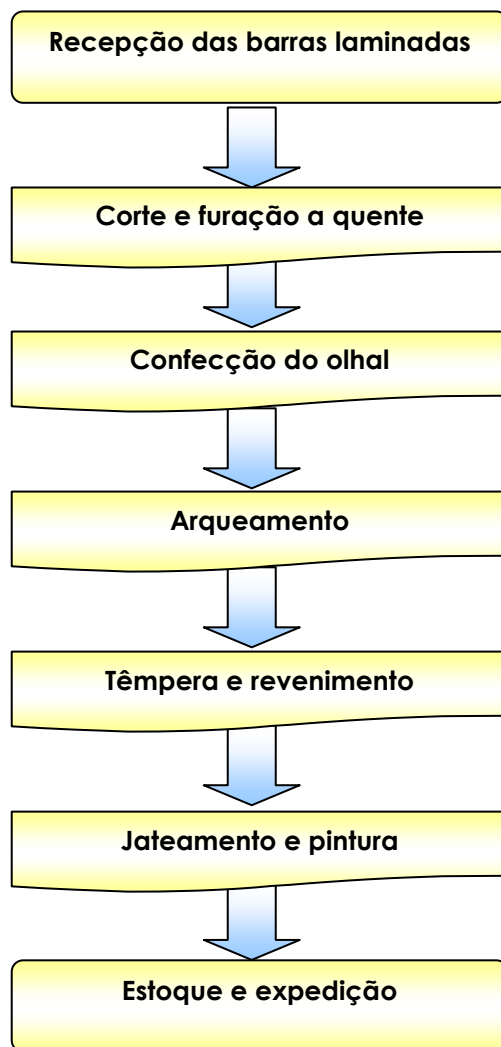 Recepção das barras laminadas
Corte e furação a quente
Confecção do olhal
Arqueamento
Têmpera e revenimento
Jateamento e pintura
Estoque e expedição